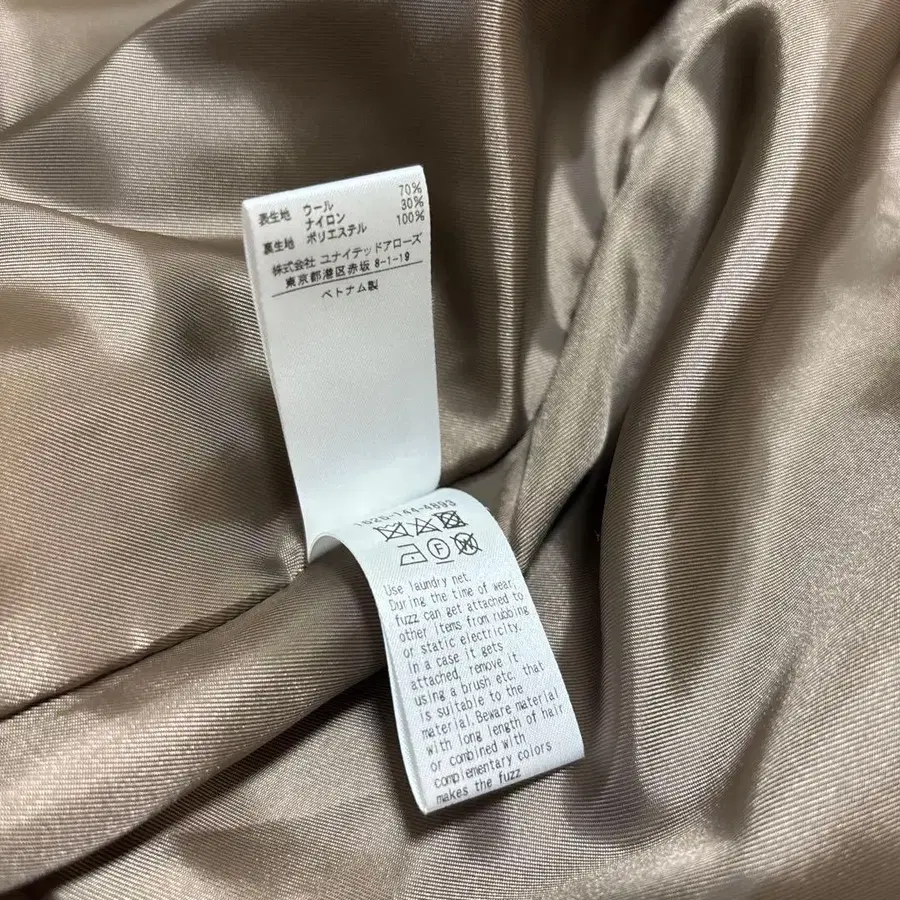 表生地 ウール 70%
ナイロン 30%
裏生地 ポリエステル 100%
株式会社 ユナイテッドアローズ
東京都港区赤坂 8-1-19
ベトナム製
1626-144-4893
F W
Use laundry net.
During the time of wear,
fuzz can get attached to
other items from rubbing
or static electricity.
In a case it gets
attached, remove it
using a brush etc. that
is suitable to the
material. Beware material
with long length of hair
or combined with
complementary colors
makes the fuzz